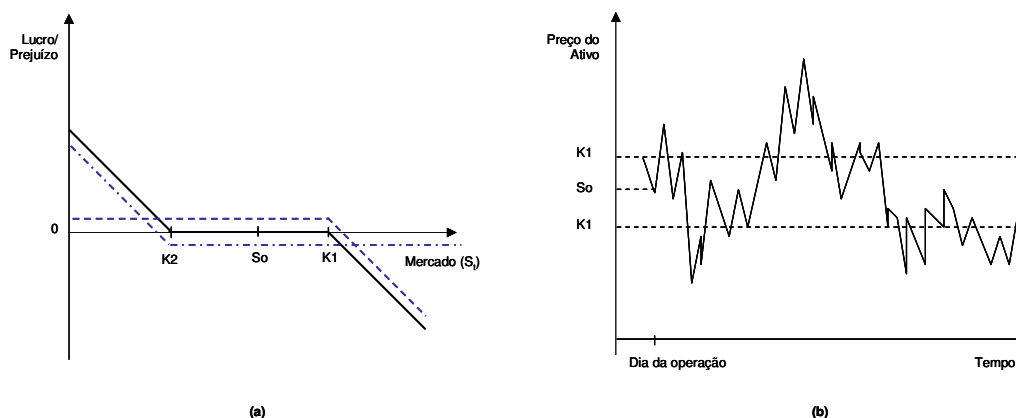 Lucro/
Prejuízo
0
K2
So
K1
Mercado (St)
(a)
Preço do
Ativo
K1
So
K1
Dia da operação
Tempo
(b)